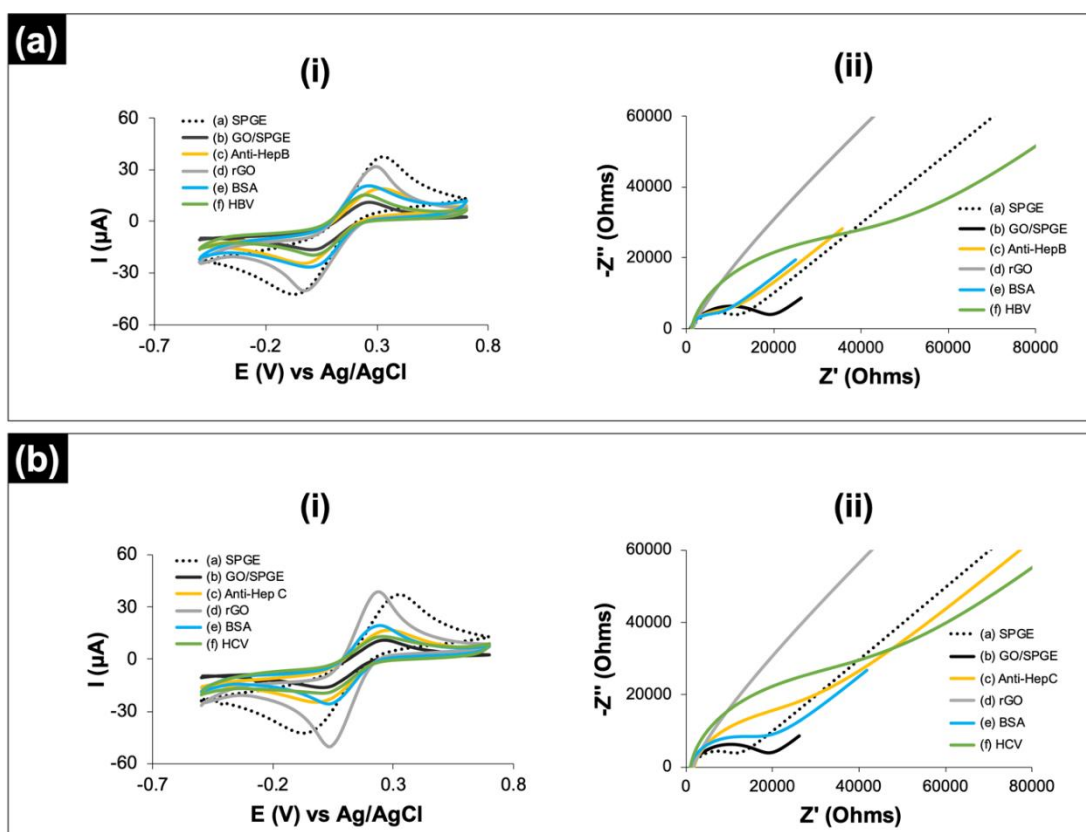 (a)
(i)
60
30
0
-30
-60
I (µA)
(a) SPGE
(b) GO/SPGE
(c) Anti-HepB
(d) rGO
(e) BSA
(f) HBV
-0.7
-0.2
0.3
0.8
E (V) vs Ag/AgCl
(ii)
60000
40000
20000
0
-Z'' (Ohms)
(a) SPGE
(b) GO/SPGE
(c) Anti-HepB
(d) rGO
(e) BSA
(f) HBV
0
20000
40000
60000
80000
Z' (Ohms)
(b)
(i)
60
30
0
-30
-60
I (µA)
(a) SPGE
(b) GO/SPGE
(c) Anti-Hep C
(d) rGO
(e) BSA
(f) HCV
-0.7
-0.2
0.3
0.8
E (V) vs Ag/AgCl
(ii)
60000
40000
20000
0
-Z'' (Ohms)
(a) SPGE
(b) GO/SPGE
(c) Anti-HepC
(d) rGO
(e) BSA
(f) HCV
0
20000
40000
60000
80000
Z' (Ohms)